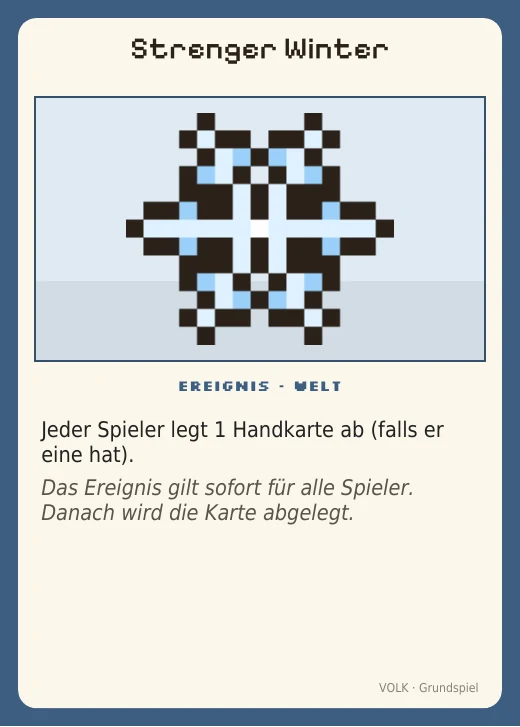 Strenger Winter
EREIGNIS - WELT
Jeder Spieler legt 1 Handkarte ab (falls er
eine hat).
Das Ereignis gilt sofort für alle Spieler.
Danach wird die Karte abgelegt.
VOLK · Grundspiel